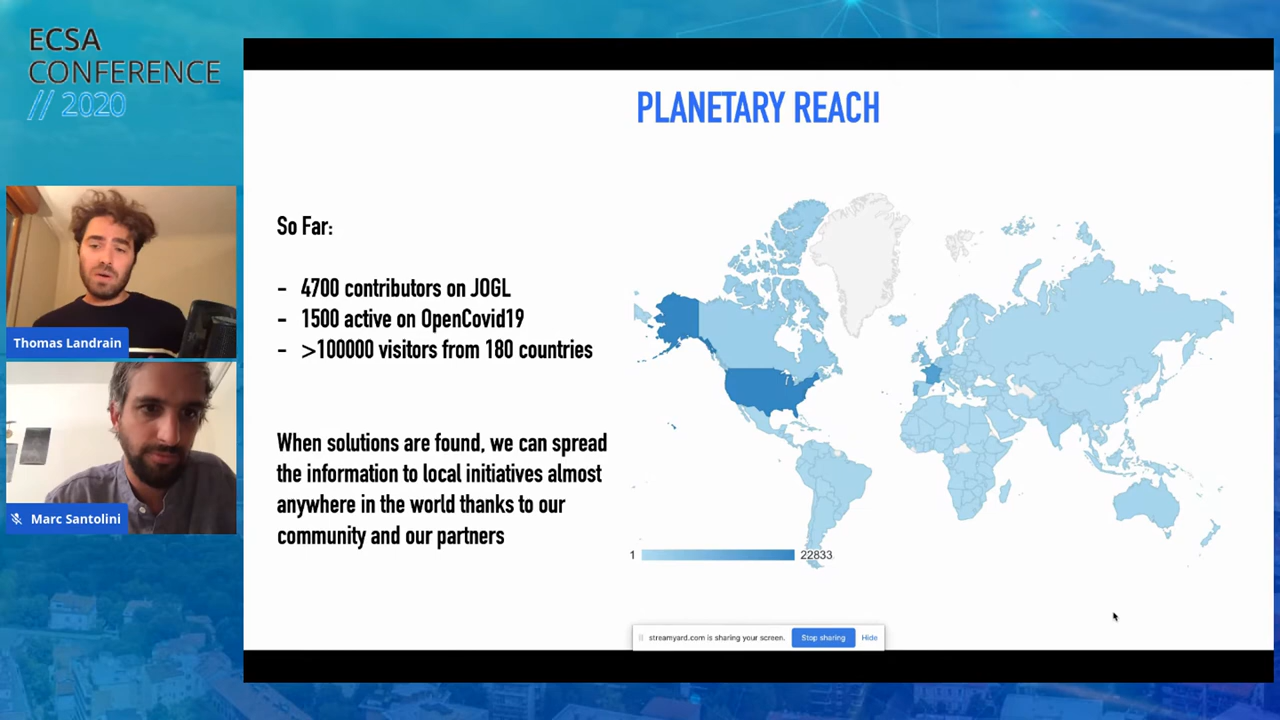 ECSA
CONFERENCE
// 2020
Thomas Landrain
Marc Santolini
PLANETARY REACH
So Far:
- 4700 contributors on JOGL
- 1500 active on OpenCovid19
- >100000 visitors from 180 countries
When solutions are found, we can spread
the information to local initiatives almost
anywhere in the world thanks to our
community and our partners
1 22833
streamyard.com is sharing your screen. Stop sharing Hide